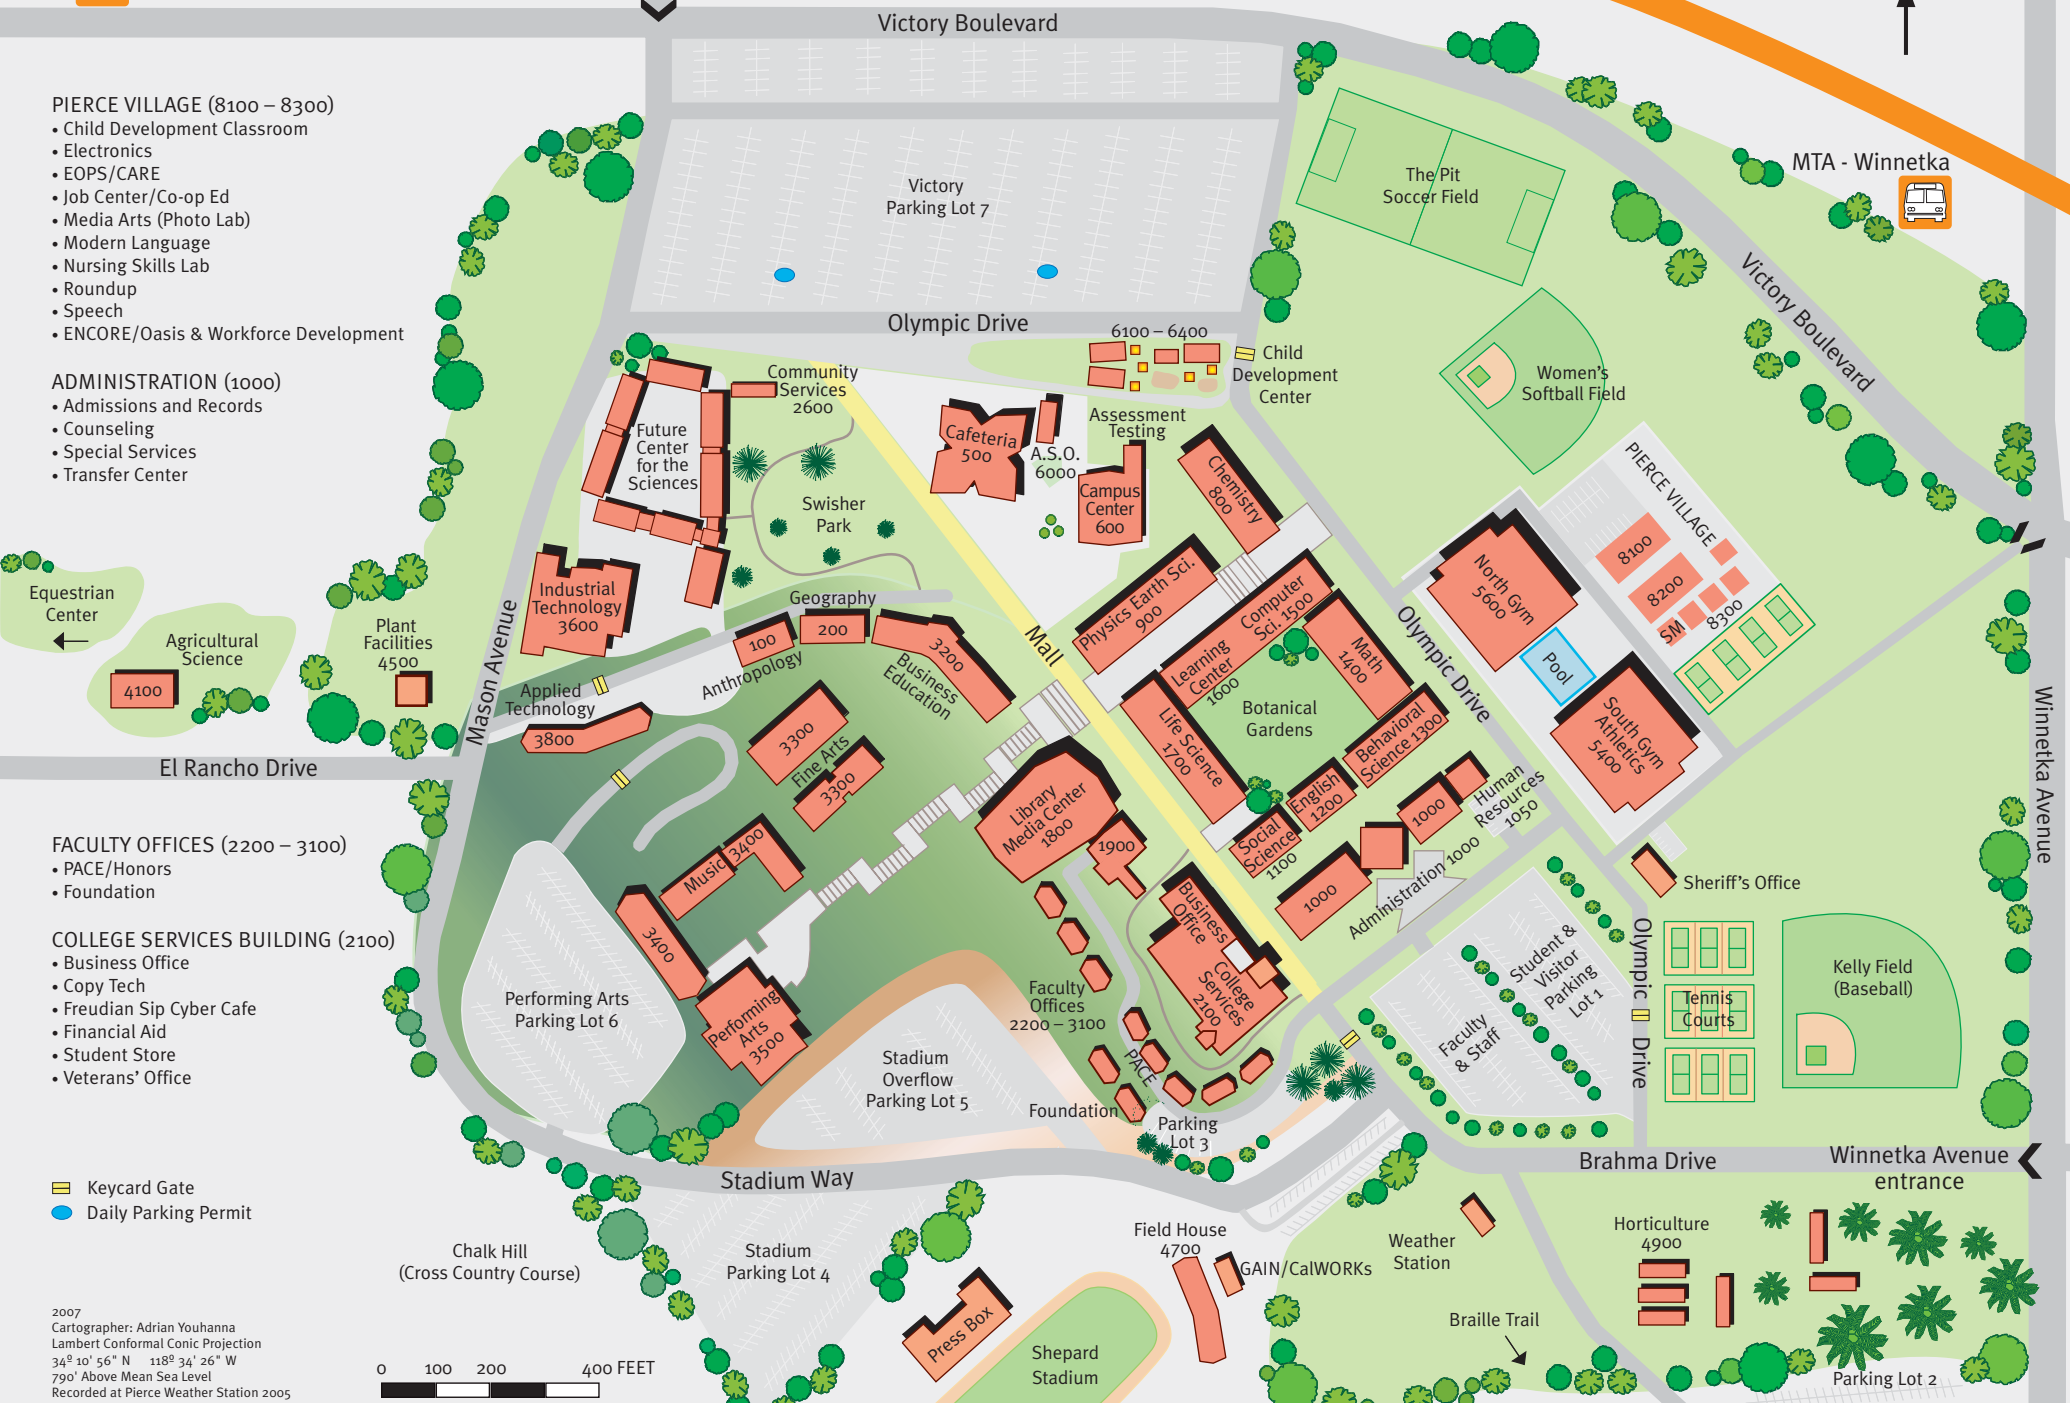 Victory Boulevard
PIERCE VILLAGE (8100 – 8300)
• Child Development Classroom
• Electronics
• EOPS/CARE
• Job Center/Co-op Ed
• Media Arts (Photo Lab)
• Modern Language
• Nursing Skills Lab
• Roundup
• Speech
• ENCORE/Oasis & Workforce Development
ADMINISTRATION (1000)
• Admissions and Records
• Counseling
• Special Services
• Transfer Center
Victory
Parking Lot 7
The Pit
Soccer Field
MTA - Winnetka
Victory Boulevard
Olympic Drive
6100 – 6400
Child
Development
Center
Women's
Softball Field
Community
Services
2600
Future
Center
for the
Sciences
Swisher
Park
Cafeteria
500
A.S.O.
6000
Assessment
Testing
Campus
Center
600
Chemistry
800
PIERCE VILLAGE
8100
8200
8300
SM
North Gym
5600
Pool
South Gym
Athletics
5400
Equestrian
Center
Agricultural
Science
4100
Plant
Facilities
4500
Mason Avenue
Industrial
Technology
3600
Geography
200
100
Anthropology
3200
Business
Education
Mall
Physics Earth Sci.
900
Computer
Sci. 1500
Learning
Center
1600
Math
1400
Olympic Drive
Botanical
Gardens
Life Science
1700
Behavioral
Science 1300
English
1200
Social
Science
1100
Human
Resources
1050
1000
1000
Administration 1000
Winnetka Avenue
El Rancho Drive
Applied
Technology
3800
3300
Fine Arts
3300
Music
3400
3400
Library
Media Center
1800
1900
Business
Office
College
Services
2100
Sheriff's Office
FACULTY OFFICES (2200 – 3100)
• PACE/Honors
• Foundation
COLLEGE SERVICES BUILDING (2100)
• Business Office
• Copy Tech
• Freudian Sip Cyber Cafe
• Financial Aid
• Student Store
• Veterans' Office
Performing Arts
Parking Lot 6
Performing
Arts
3500
Stadium
Overflow
Parking Lot 5
Faculty
Offices
2200 – 3100
PACE
Foundation
Parking
Lot 3
Student &
Visitor
Parking
Lot 1
Faculty
& Staff
Olympic Drive
Tennis
Courts
Kelly Field
(Baseball)
Brahma Drive
Winnetka Avenue
entrance
Stadium Way
Keycard Gate
Daily Parking Permit
Chalk Hill
(Cross Country Course)
Stadium
Parking Lot 4
Press Box
Field House
4700
GAIN/CalWORKs
Shepard
Stadium
Weather
Station
Braille Trail
Horticulture
4900
Parking Lot 2
2007
Cartographer: Adrian Youhanna
Lambert Conformal Conic Projection
34º 10' 56" N 118º 34' 26" W
790' Above Mean Sea Level
Recorded at Pierce Weather Station 2005
0 100 200 400 FEET